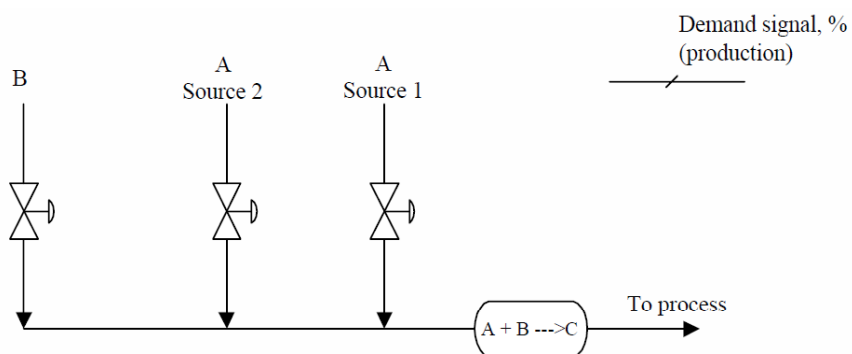 Demand signal, %
(production)
B
A
Source 2
A
Source 1
To process
A + B --->C